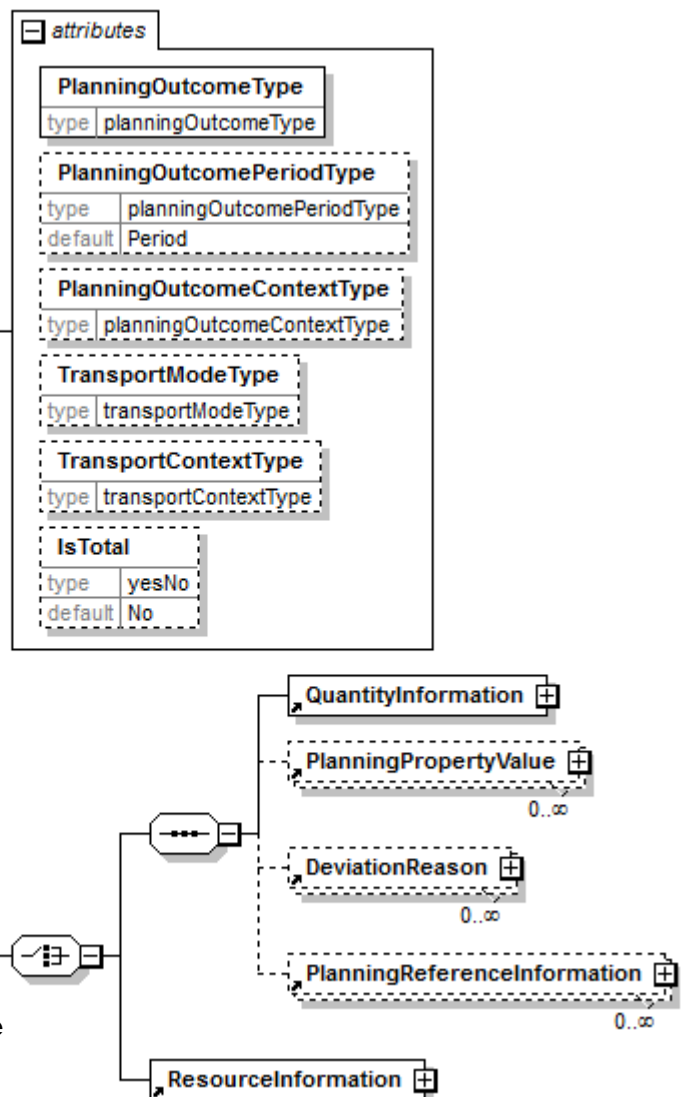 attributes
PlanningOutcomeType
type planningOutcomeType
PlanningOutcomePeriodType
type planningOutcomePeriodType
default Period
PlanningOutcomeContextType
type planningOutcomeContextType
TransportModeType
type transportModeType
TransportContextType
type transportContextType
IsTotal
type yesNo
default No
QuantityInformation
PlanningPropertyValue
0..∞
DeviationReason
0..∞
PlanningReferenceInformation
0..∞
e
ResourceInformation